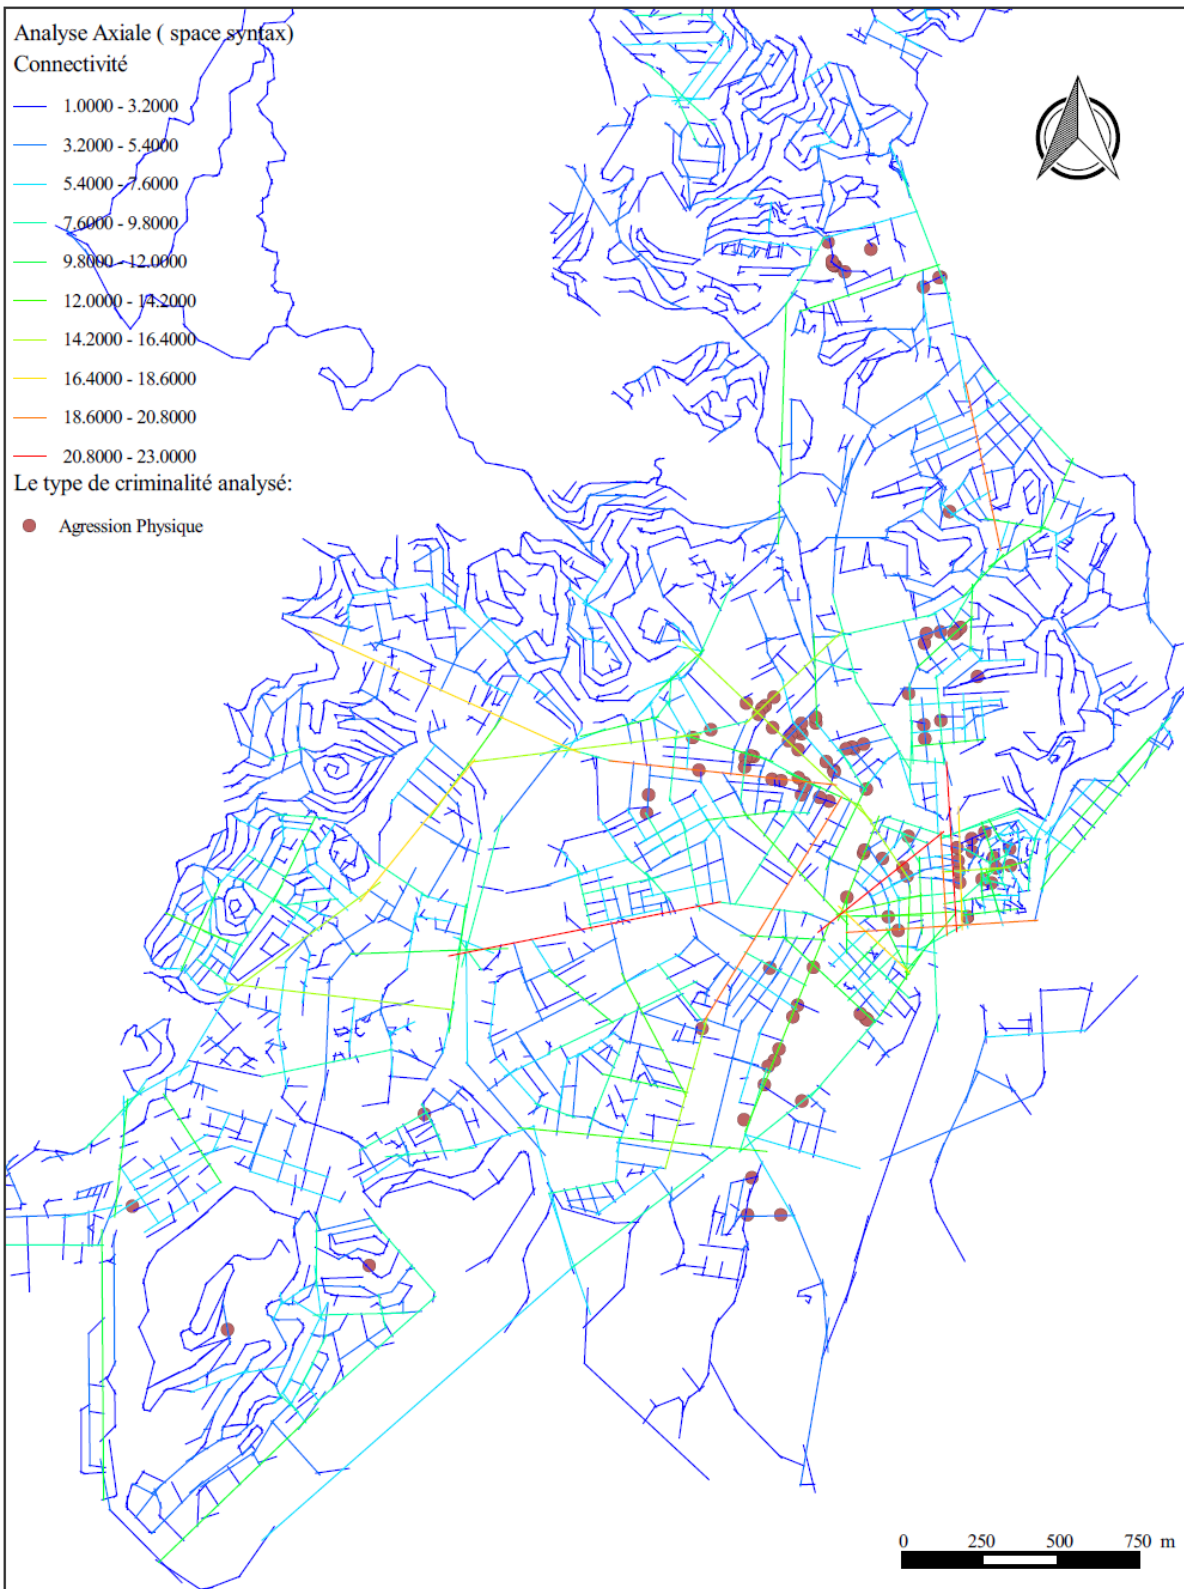 Analyse Axiale ( space syntax)
Connectivité
1.0000 - 3.2000
3.2000 - 5.4000
5.4000 - 7.6000
7.6000 - 9.8000
9.8000 - 12.0000
12.0000 - 14.2000
14.2000 - 16.4000
16.4000 - 18.6000
18.6000 - 20.8000
20.8000 - 23.0000
Le type de criminalité analysé:
Agression Physique
0 250 500 750 m